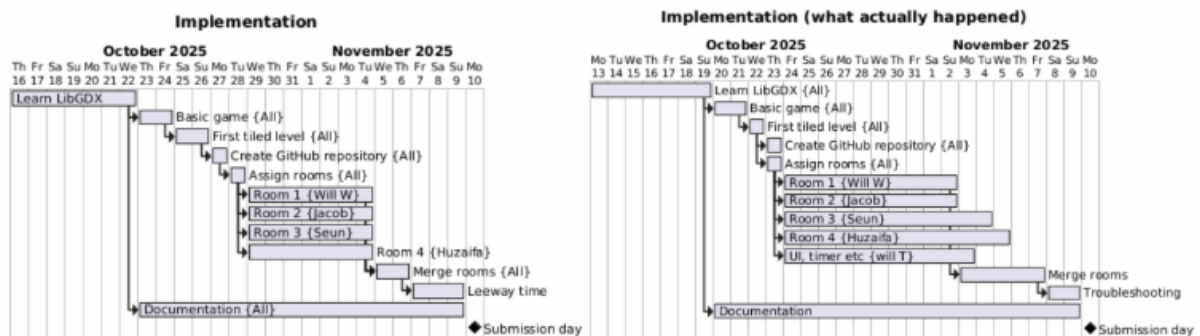 Implementation
October 2025 November 2025
Th Fr Sa Su Mo Tu We Th Fr Sa Su Mo Tu We Th Fr Sa Su Mo Tu We Th Fr Sa Su Mo
16 17 18 19 20 21 22 23 24 25 26 27 28 29 30 31 1 2 3 4 5 6 7 8 9 10
Learn LibGDX
Basic game {All}
First tiled level {All}
Create GitHub repository {All}
Assign rooms {All}
Room 1 {Will W}
Room 2 {Jacob}
Room 3 {Seun}
Room 4 {Huzaifa}
Merge rooms {All}
Leeway time
Documentation {All}
Submission day
Implementation (what actually happened)
October 2025 November 2025
Mo Tu We Th Fr Sa Su Mo Tu We Th Fr Sa Su Mo Tu We Th Fr Sa Su Mo Tu We Th Fr Sa Su Mo
13 14 15 16 17 18 19 20 21 22 23 24 25 26 27 28 29 30 31 1 2 3 4 5 6 7 8 9 10
Learn LibGDX {All}
Basic game {All}
First tiled level {All}
Create GitHub repository {All}
Assign rooms {All}
Room 1 {Will W}
Room 2 {Jacob}
Room 3 {Seun}
Room 4 {Huzaifa}
UI, timer etc {will T}
Merge rooms
Troubleshooting
Documentation
Submission day